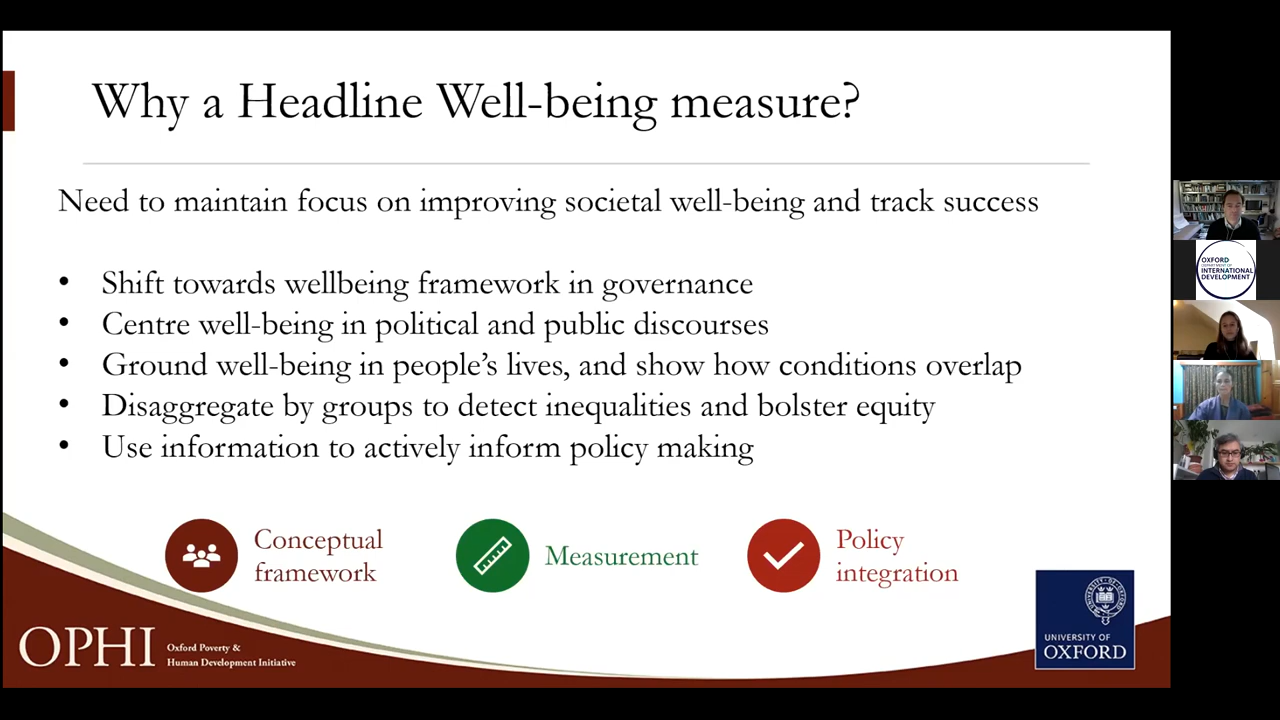 Why a Headline Well-being measure?
Need to maintain focus on improving societal well-being and track success
• Shift towards wellbeing framework in governance
• Centre well-being in political and public discourses
• Ground well-being in people’s lives, and show how conditions overlap
• Disaggregate by groups to detect inequalities and bolster equity
• Use information to actively inform policy making
Conceptual
framework
Measurement
Policy
integration
OPHI
Oxford Poverty &
Human Development Initiative
UNIVERSITY OF
OXFORD
OXFORD
DEPARTMENT OF
INTERNATIONAL
DEVELOPMENT